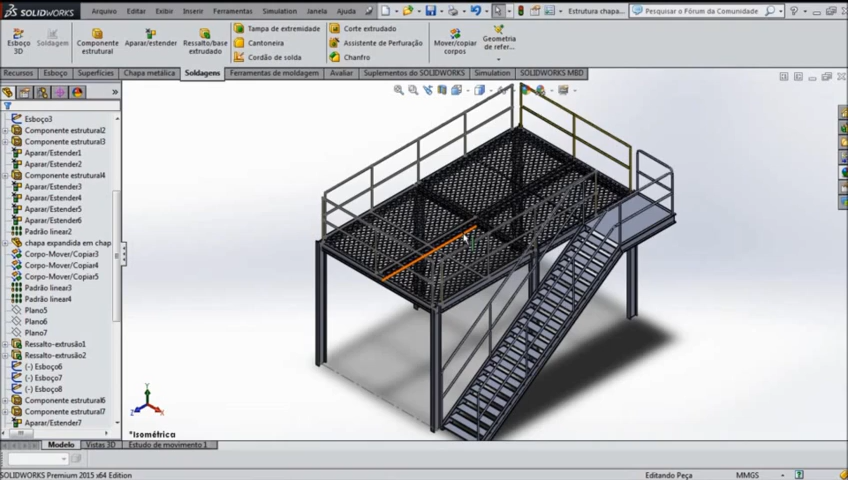 SOLIDWORKS
Arquivo Editar Exibir Inserir Ferramentas Simulation Janela Ajuda
Estrutura chapa...
Pesquisar o Fórum da Comunidade
Esboço 3D
Soldagem
Componente estrutural
Aparar/estender
Ressalto/base extrudado
Tampa de extremidade
Cantoneira
Cordão de solda
Corte extrudado
Assistente de Perfuração
Chanfro
Mover/copiar corpos
Geometria de refer...
Recursos Esboço Superfícies Chapa metálica Soldagens Ferramentas de moldagem Avaliar Suplementos do SOLIDWORKS Simulation SOLIDWORKS MBD
Esboço3
Componente estrutural2
Componente estrutural3
Aparar/Estender1
Aparar/Estender2
Componente estrutural4
Aparar/Estender3
Aparar/Estender4
Aparar/Estender5
Aparar/Estender6
Padrão linear2
chapa expandida em chap
Corpo-Mover/Copiar3
Corpo-Mover/Copiar4
Corpo-Mover/Copiar5
Padrão linear3
Padrão linear4
Plano5
Plano6
Plano7
Ressalto-extrusão1
Ressalto-extrusão2
(-) Esboço6
(-) Esboço7
(-) Esboço8
Componente estrutural6
Componente estrutural7
Aparar/Estender7
Y
Z
X
*Isométrica
Modelo Vistas 3D Estudo de movimento 1
SOLIDWORKS Premium 2015 x64 Edition
Editando Peça
MMGS